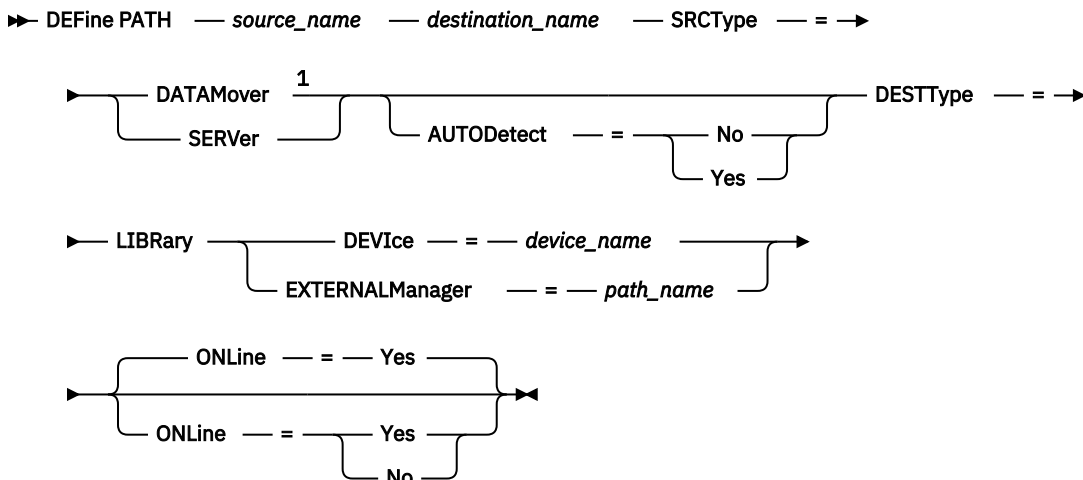 DEFine PATH source_name destination_name SRCType =
DATAMover 1 DESTType =
SERVer AUTODetect = No
Yes
LIBRary DEVIce = device_name
EXTERNALManager = path_name
ONLine = Yes
ONLine = Yes
No